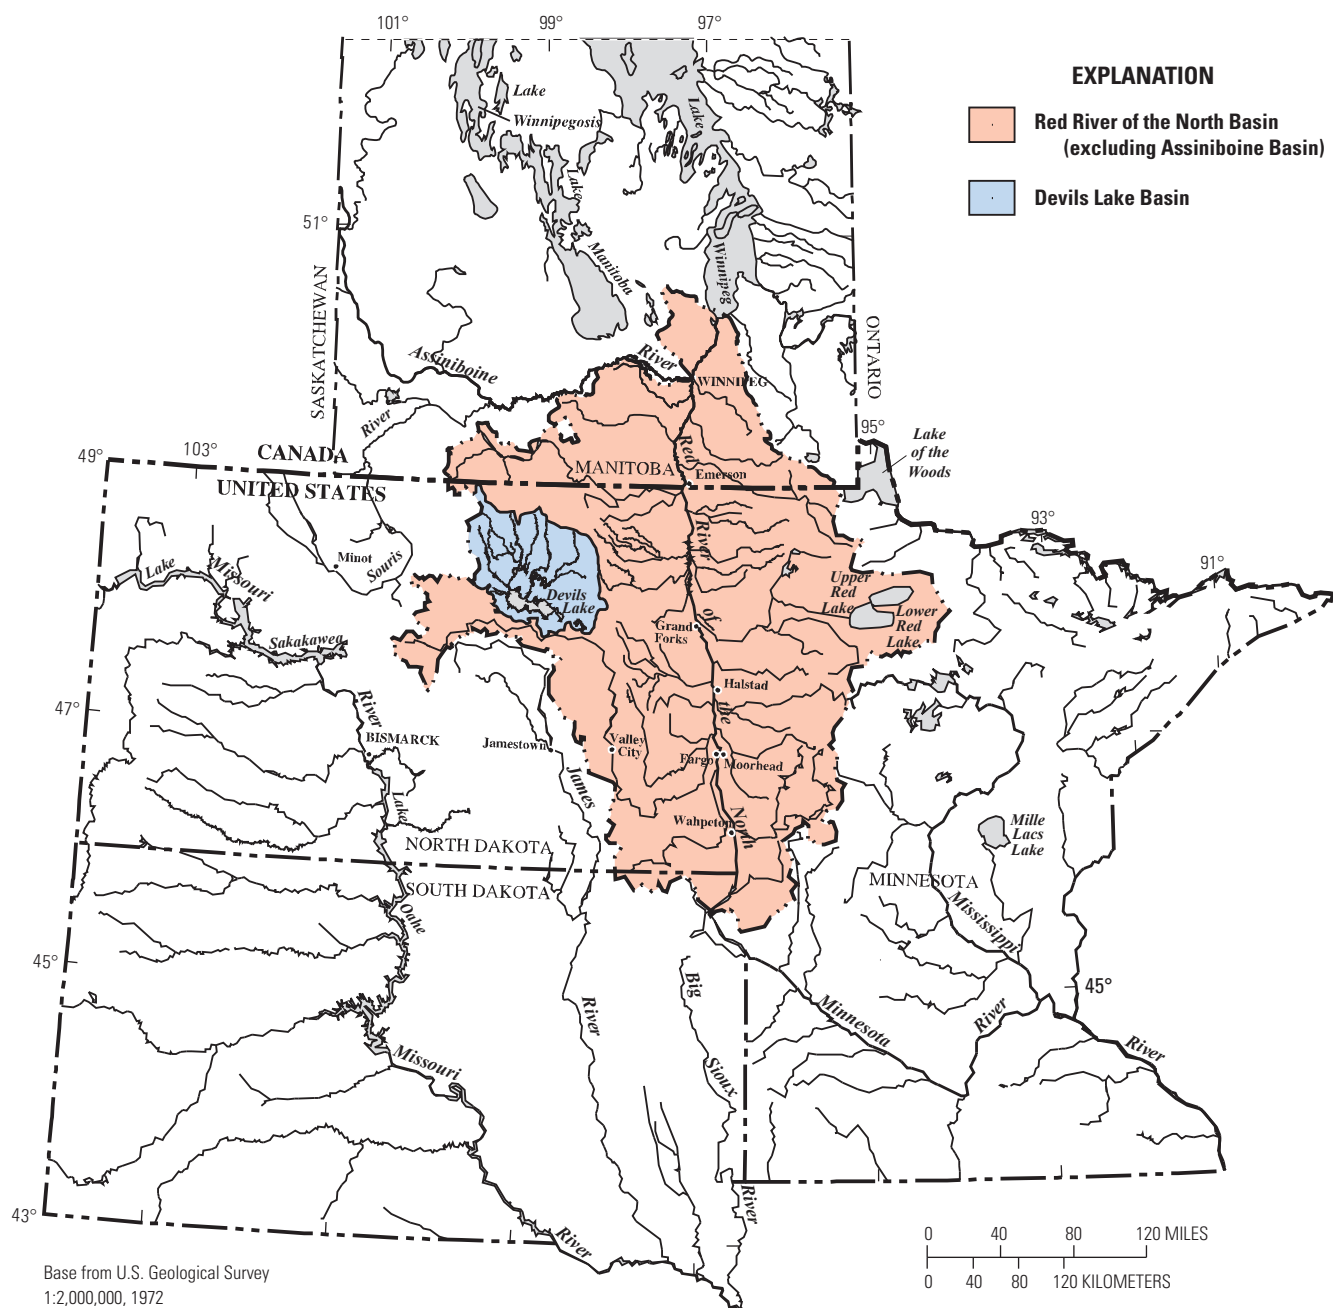 101°
99°
97°
EXPLANATION
Red River of the North Basin
(excluding Assiniboine Basin)
Devils Lake Basin
Lake
Winnipegosis
Lake
Lake
Manitoba
Winnipeg
51°
SASKATCHEWAN
ONTARIO
Assiniboine
River
WINNIPEG
River
95°
Lake
of the
Woods
49°
103°
CANADA
UNITED STATES
MANITOBA
Red
Emerson
River
93°
91°
Minot
Souris
Lake
Missouri
Sakakawea
Devils
Lake
Upper
Red
Lake
Lower
Red
Lake
of
Grand
Forks
Halstad
the
47°
River
BISMARCK
Jamestown
Valley
City
Fargo
Moorhead
James
Lake
Wahpeton
North
Mille
Lacs
Lake
NORTH DAKOTA
SOUTH DAKOTA
MINNESOTA
Mississippi
Oahe
45°
45°
Big
River
Minnesota
River
River
Missouri
Sioux
River
River
43°
0 40 80 120 MILES
0 40 80 120 KILOMETERS
Base from U.S. Geological Survey
1:2,000,000, 1972